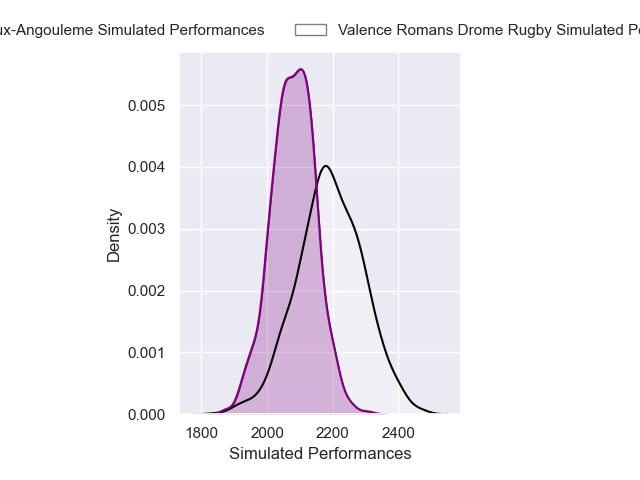 ux-Angouleme Simulated Performances
Valence Romans Drome Rugby Simulated Pe
0.005
0.004
0.003
0.002
0.001
0.000
Density
1800 2000 2200 2400
Simulated Performances